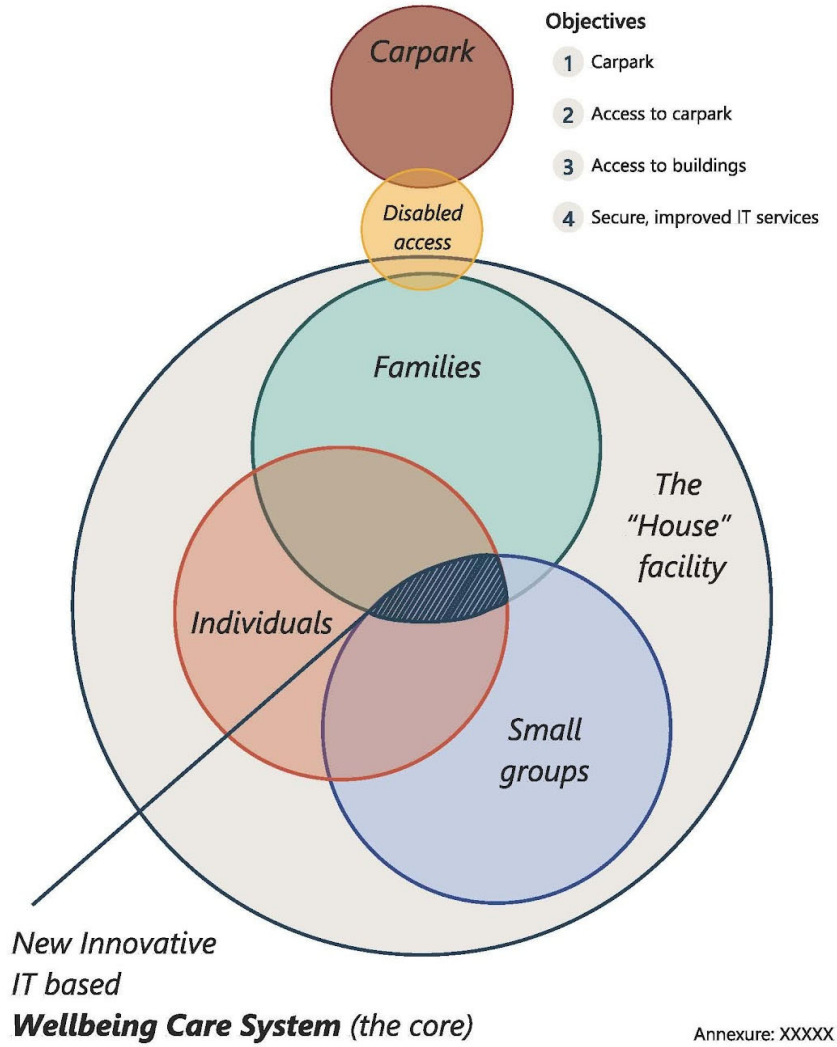 Carpark
Objectives
1 Carpark
2 Access to carpark
3 Access to buildings
4 Secure, improved IT services
Disabled
access
Families
The
“House”
facility
Individuals
Small
groups
New Innovative
IT based
Wellbeing Care System (the core)
Annexure: XXXXX